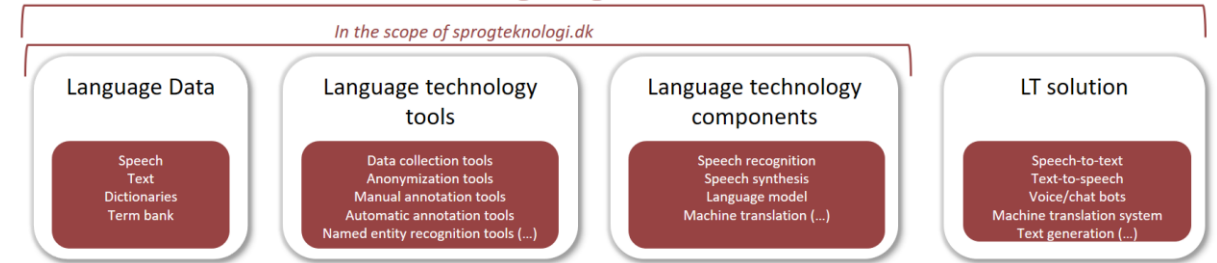 In the scope of sprogteknologi.dk
Language Data
Speech
Text
Dictionaries
Term bank
Language technology
tools
Data collection tools
Anonymization tools
Manual annotation tools
Automatic annotation tools
Named entity recognition tools (...)
Language technology
components
Speech recognition
Speech synthesis
Language model
Machine translation (...)
LT solution
Speech-to-text
Text-to-speech
Voice/chat bots
Machine translation system
Text generation (...)